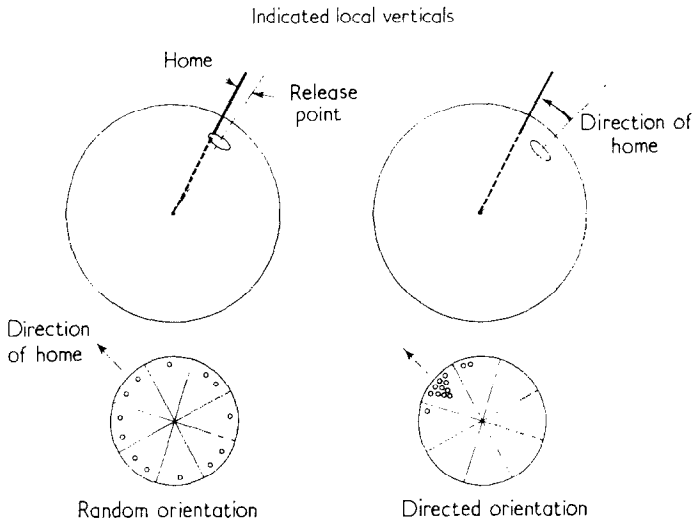 Indicated local verticals
Home
Release
point
Direction of
home
Direction
of home
Random orientation
Directed orientation